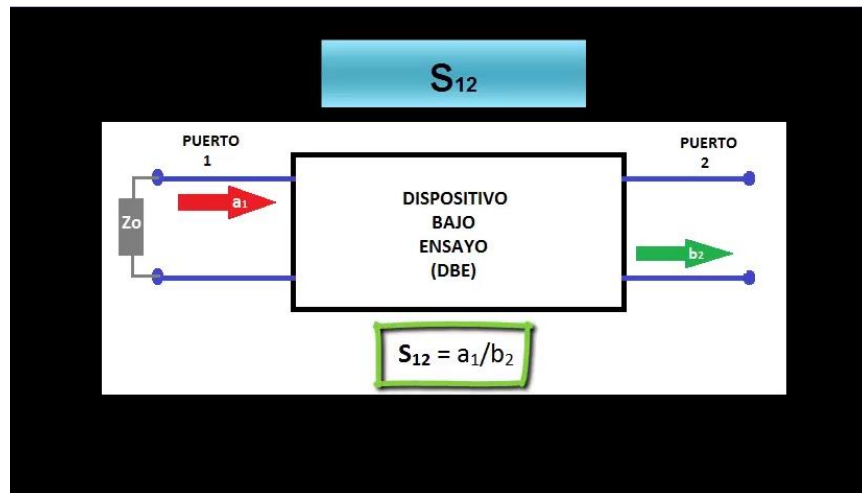 S₁₂
PUERTO
1
PUERTO
2
Zo
a₁
DISPOSITIVO
BAJO
ENSAYO
(DBE)
b₂
S₁₂ = a₁/b₂